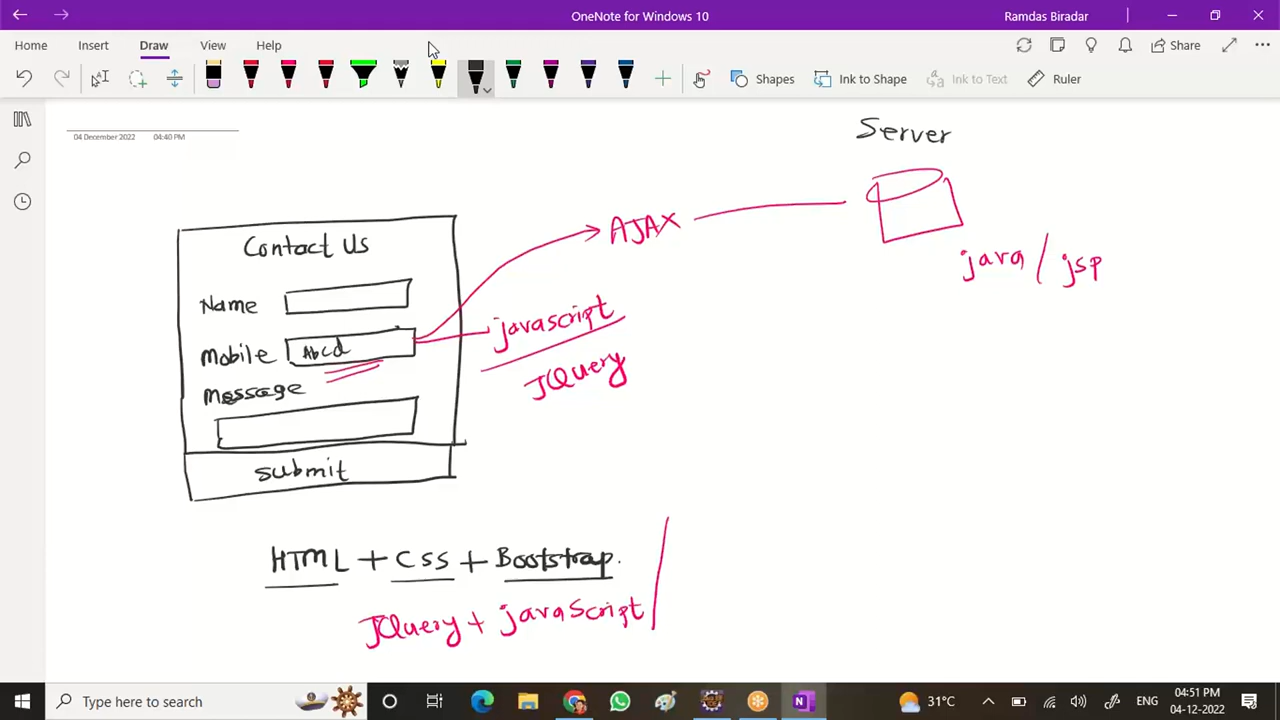 OneNote for Windows 10
Ramdas Biradar
Home Insert Draw View Help
Share
Shapes Ink to Shape Ink to Text Ruler
04 December 2022 04:40 PM
Server
Contact Us
AJAX
java / jsp
Name
javascript
Mobile Abcd
JQuery
Message
submit
HTML + CSS + Bootstrap.
JQuery + javaScript
Type here to search
31°C
ENG
04:51 PM
04-12-2022